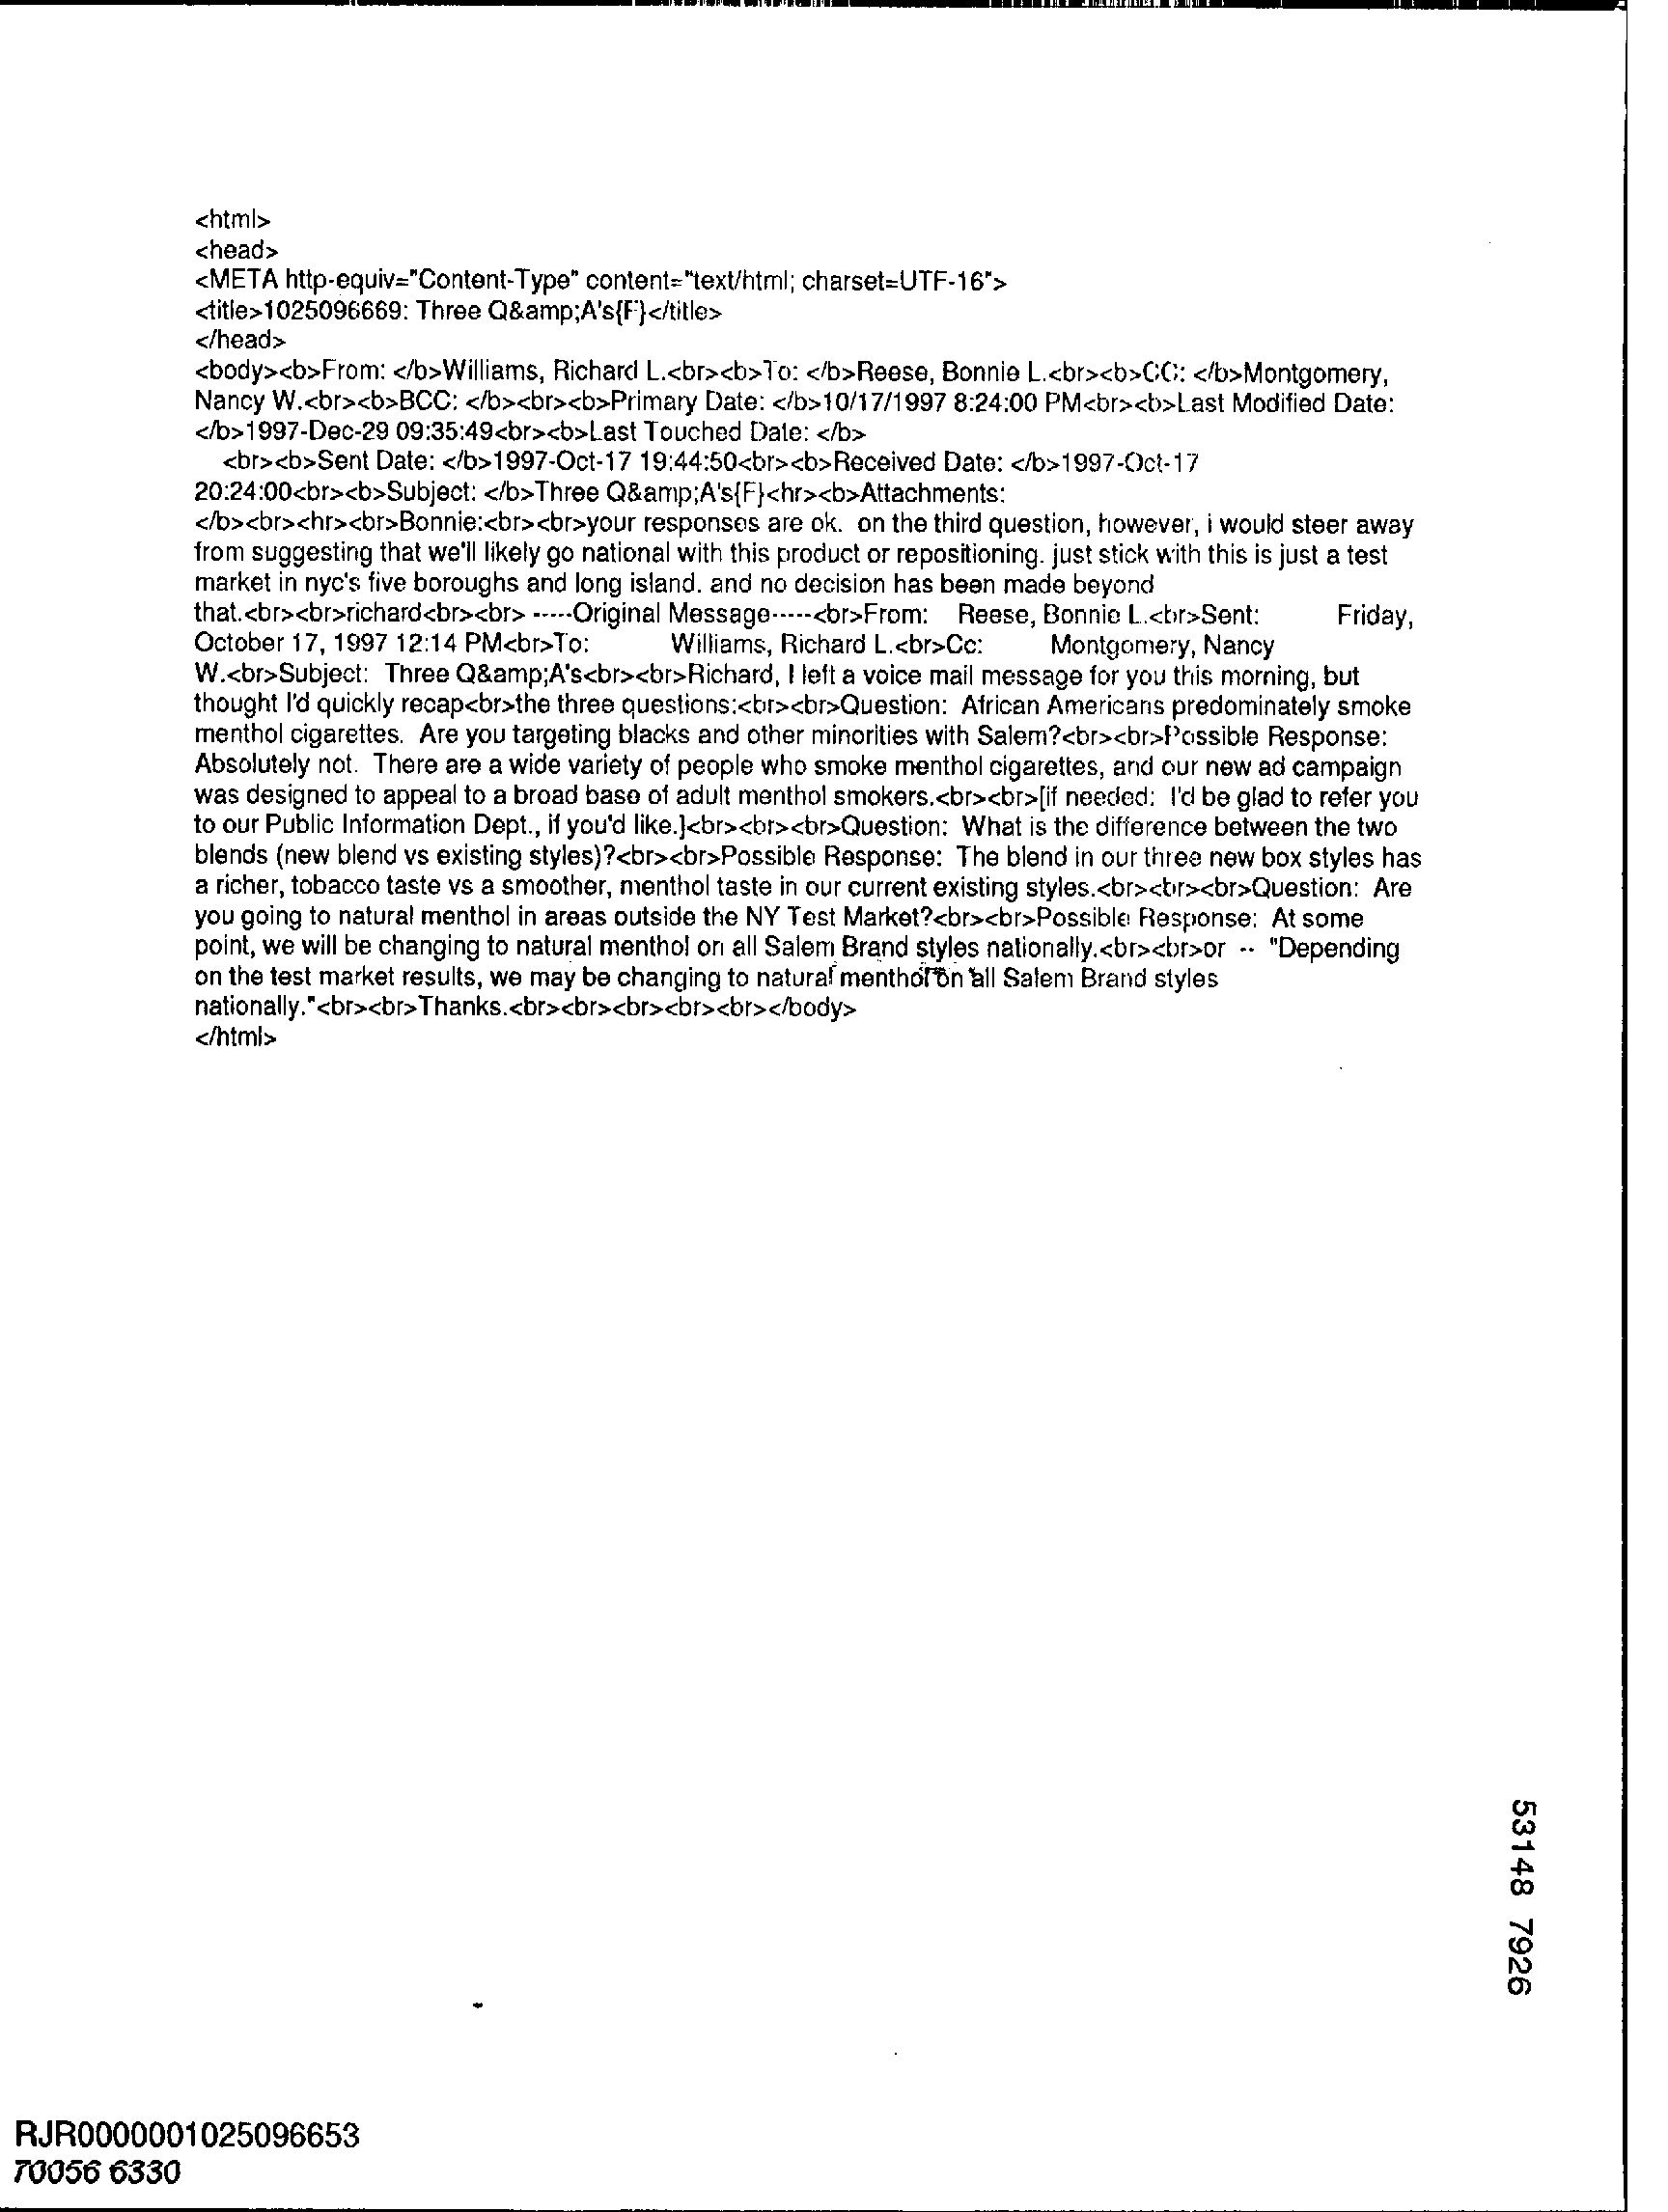 <html>
<head>
<META http-equiv="Content-Type" content="text/html; charset=UTF-16">
<title>1025096669: Three Q&amp;A's{F}</title>
</head>
<body><b>From: </b>Williams, Richard L.<br><b>To: </b>Reese, Bonnie L.<br><b>CC: </b>Montgomery,
Nancy W.<br><b>BCC: </b><br><b>Primary Date: </b>10/17/1997 8:24:00 PM<br><b>Last Modified Date:
</b>1997-Dec-29 09:35:49<br><b>Last Touched Date: </b>
<br><b>Sent Date: </b>1997-Oct-17 19:44:50<br><b>Received Date: </b>1997-Oct-17
20:24:00<br><b>Subject: </b>Three Q&amp;A's{F}<hr><b>Attachments:
</b><br><hr><br>Bonnie:<br><br>your responses are ok.  on the third question, however, i would steer away
from suggesting that we'll likely go national with this product or repositioning. just stick with this is just a test
market in nyc's five boroughs and long island. and no decision has been made beyond
that.<br><br>richard<br><br> -----Original Message-----<br>From:   Reese, Bonnie L.<br>Sent:   Friday,
October 17, 1997 12:14 PM<br>To:   Williams, Richard L.<br>Cc:   Montgomery, Nancy
W.<br>Subject:  Three Q&amp;A's<br><br>Richard, I left a voice mail message for you this morning, but
thought I'd quickly recap<br>the three questions:<br><br>Question:  African Americans predominately smoke
menthol cigarettes.  Are you targeting blacks and other minorities with Salem?<br><br>Possible Response:
Absolutely not.  There are a wide variety of people who smoke menthol cigarettes, and our new ad campaign
was designed to appeal to a broad base of adult menthol smokers.<br><br>[if needed:  I'd be glad to refer you
to our Public Information Dept., if you'd like.]<br><br><br>Question:  What is the difference between the two
blends (new blend vs existing styles)?<br><br>Possible Response:  The blend in our three new box styles has
a richer, tobacco taste vs a smoother, menthol taste in our current existing styles.<br><br><br>Question:  Are
you going to natural menthol in areas outside the NY Test Market?<br><br>Possible Response:  At some
point, we will be changing to natural menthol on all Salem Brand styles nationally.<br><br>or  --  "Depending
on the test market results, we may be changing to natural menthol on all Salem Brand styles
nationally."<br><br>Thanks.<br><br><br><br><br></body>
</html>
53148 7926
RJR0000001025096653
70056 6330